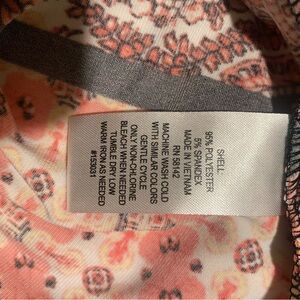 SHELL:
95% POLYESTER
5% SPANDEX
RN 58142
MADE IN VIETNAM
MACHINE WASH COLD
WITH SIMILAR COLOURS
GENTLE CYCLE
ONLY NON-CHLORINE
BLEACH WHEN NEEDED
TUMBLE DRY LOW
WARM IRON AS NEEDED
#153031